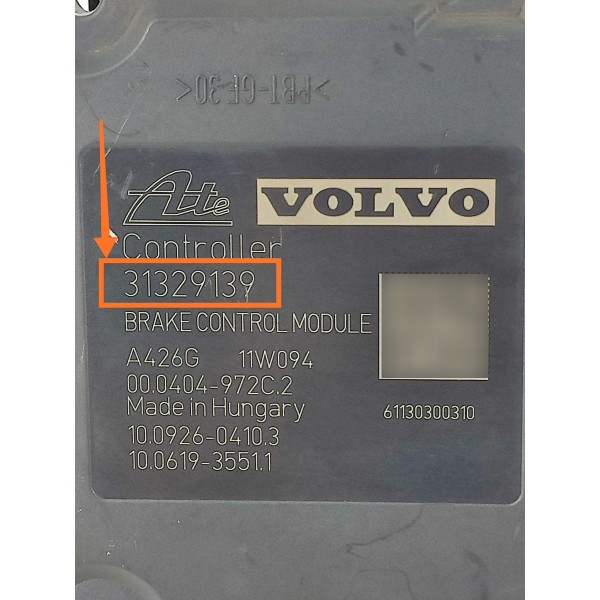 >PBT-GF30<
Ate VOLVO
Controller
31329139
BRAKE CONTROL MODULE
A426G 11W094
00.0404-972C.2
Made in Hungary
61130300310
10.0926-0410.3
10.0619-3551.1